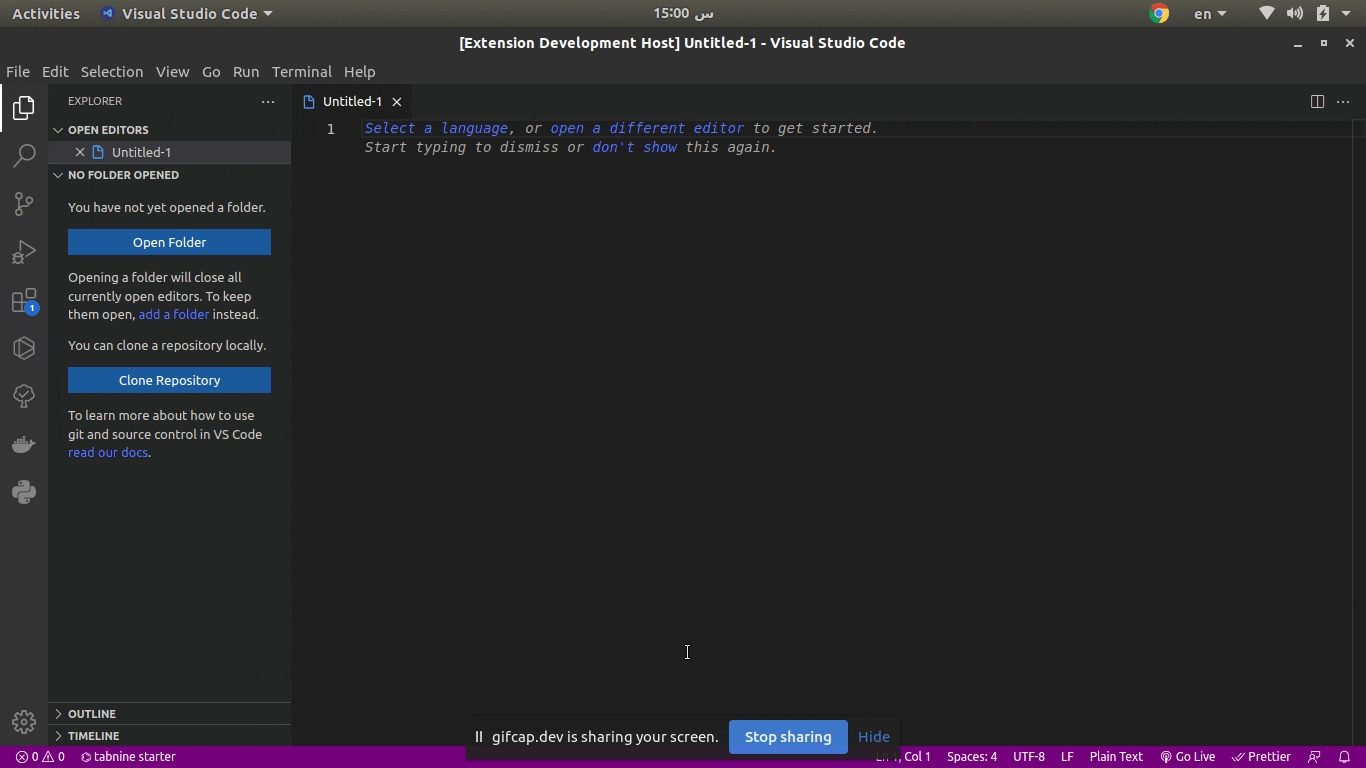 Activities Visual Studio Code 15:00 س en
[Extension Development Host] Untitled-1 - Visual Studio Code
File Edit Selection View Go Run Terminal Help
EXPLORER
OPEN EDITORS
Untitled-1
NO FOLDER OPENED
You have not yet opened a folder.
Open Folder
Opening a folder will close all
currently open editors. To keep
them open, add a folder instead.
You can clone a repository locally.
Clone Repository
To learn more about how to use
git and source control in VS Code
read our docs.
OUTLINE
TIMELINE
1
Untitled-1
1 Select a language, or open a different editor to get started.
Start typing to dismiss or don't show this again.
gifcap.dev is sharing your screen. Stop sharing Hide
0 0 tabnine starter Col 1 Spaces: 4 UTF-8 LF Plain Text Go Live Prettier